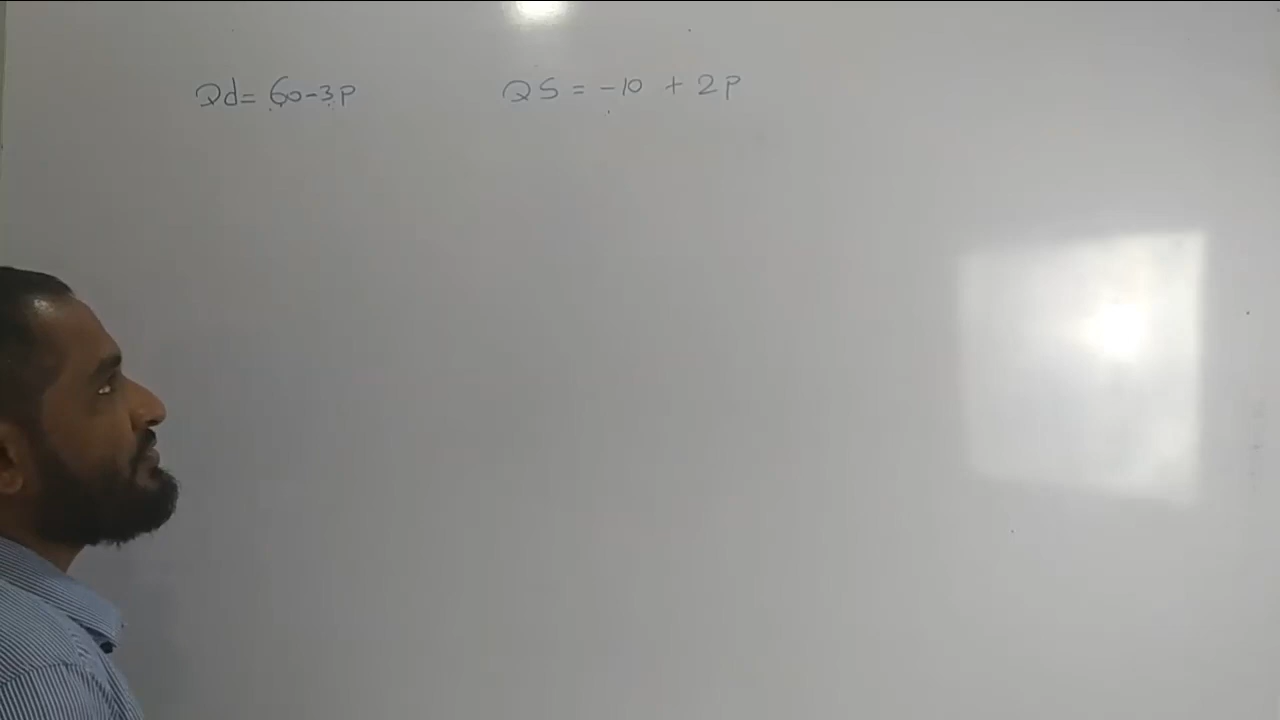 Qd= 60-3P QS = -10 + 2P